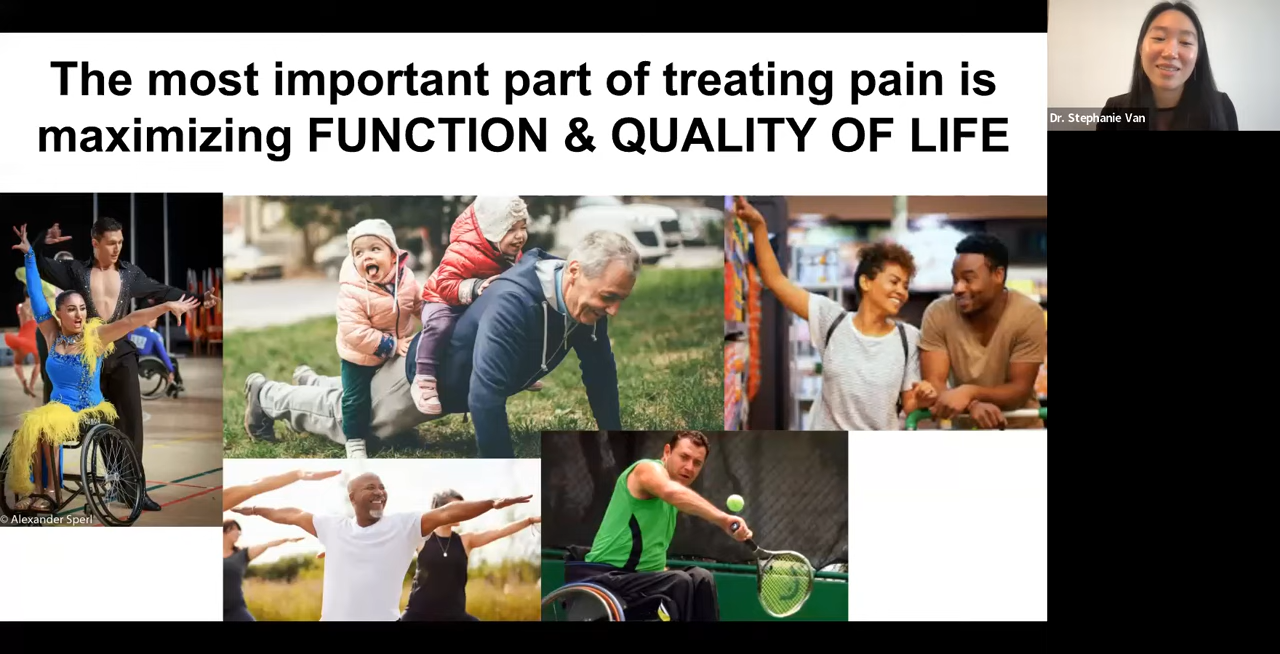 The most important part of treating pain is
maximizing FUNCTION & QUALITY OF LIFE
Dr. Stephanie Van
© Alexander Sperl